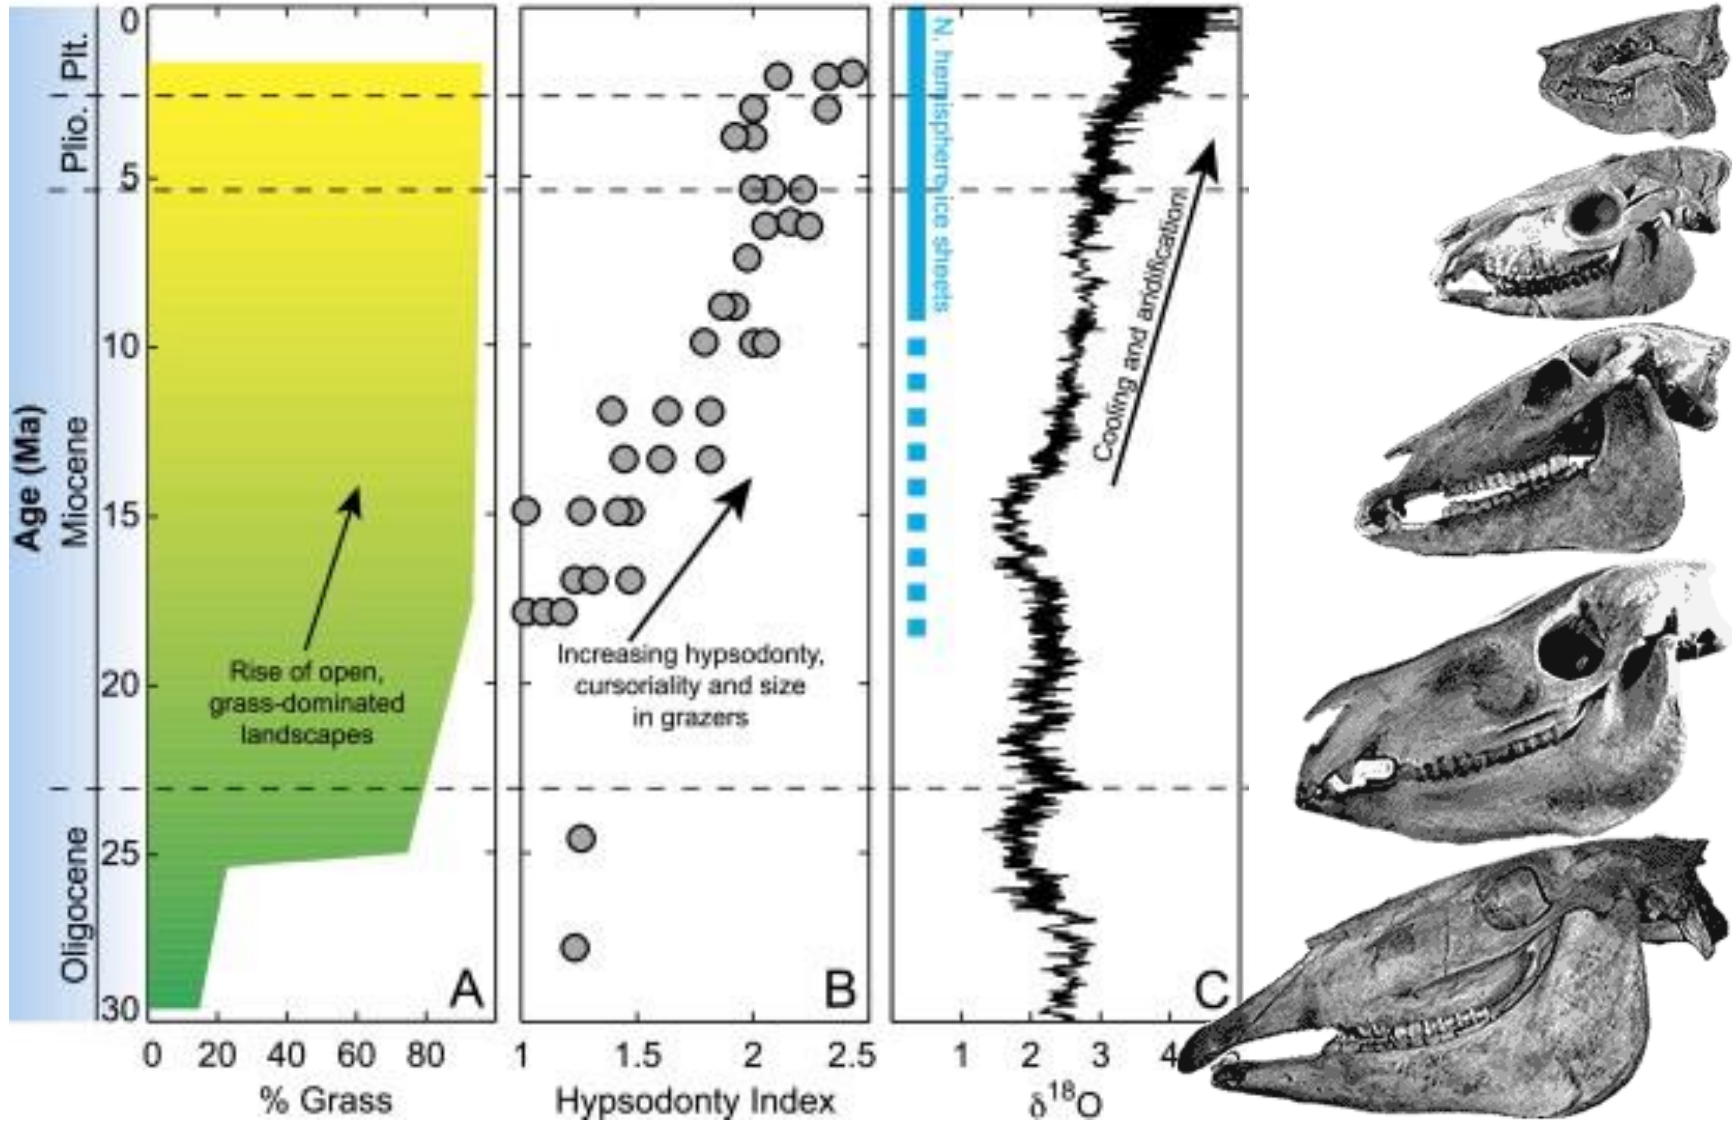 Age (Ma)
Plt.
Plio.
Miocene
Oligocene
0
5
10
15
20
25
30
Rise of open,
grass-dominated
landscapes
A
0 20 40 60 80
% Grass
Increasing hypsodonty,
cursoriality and size
in grazers
B
1 1.5 2 2.5
Hypsodonty Index
N. hemisphere ice sheets
Cooling and aridification
C
1 2 3 4
δ18O